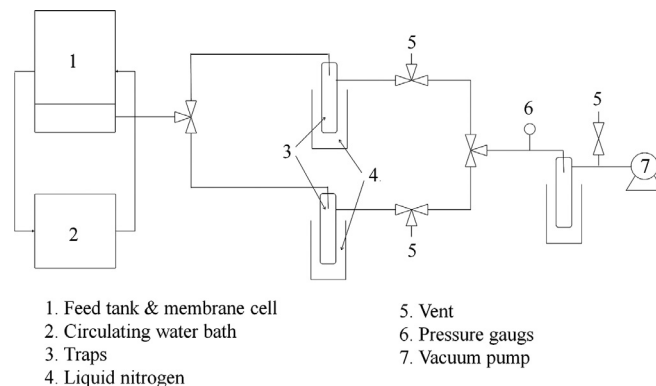 1
2
3
4
5
5
6
5
7
1. Feed tank & membrane cell
2. Circulating water bath
3. Traps
4. Liquid nitrogen
5. Vent
6. Pressure gaugs
7. Vacuum pump